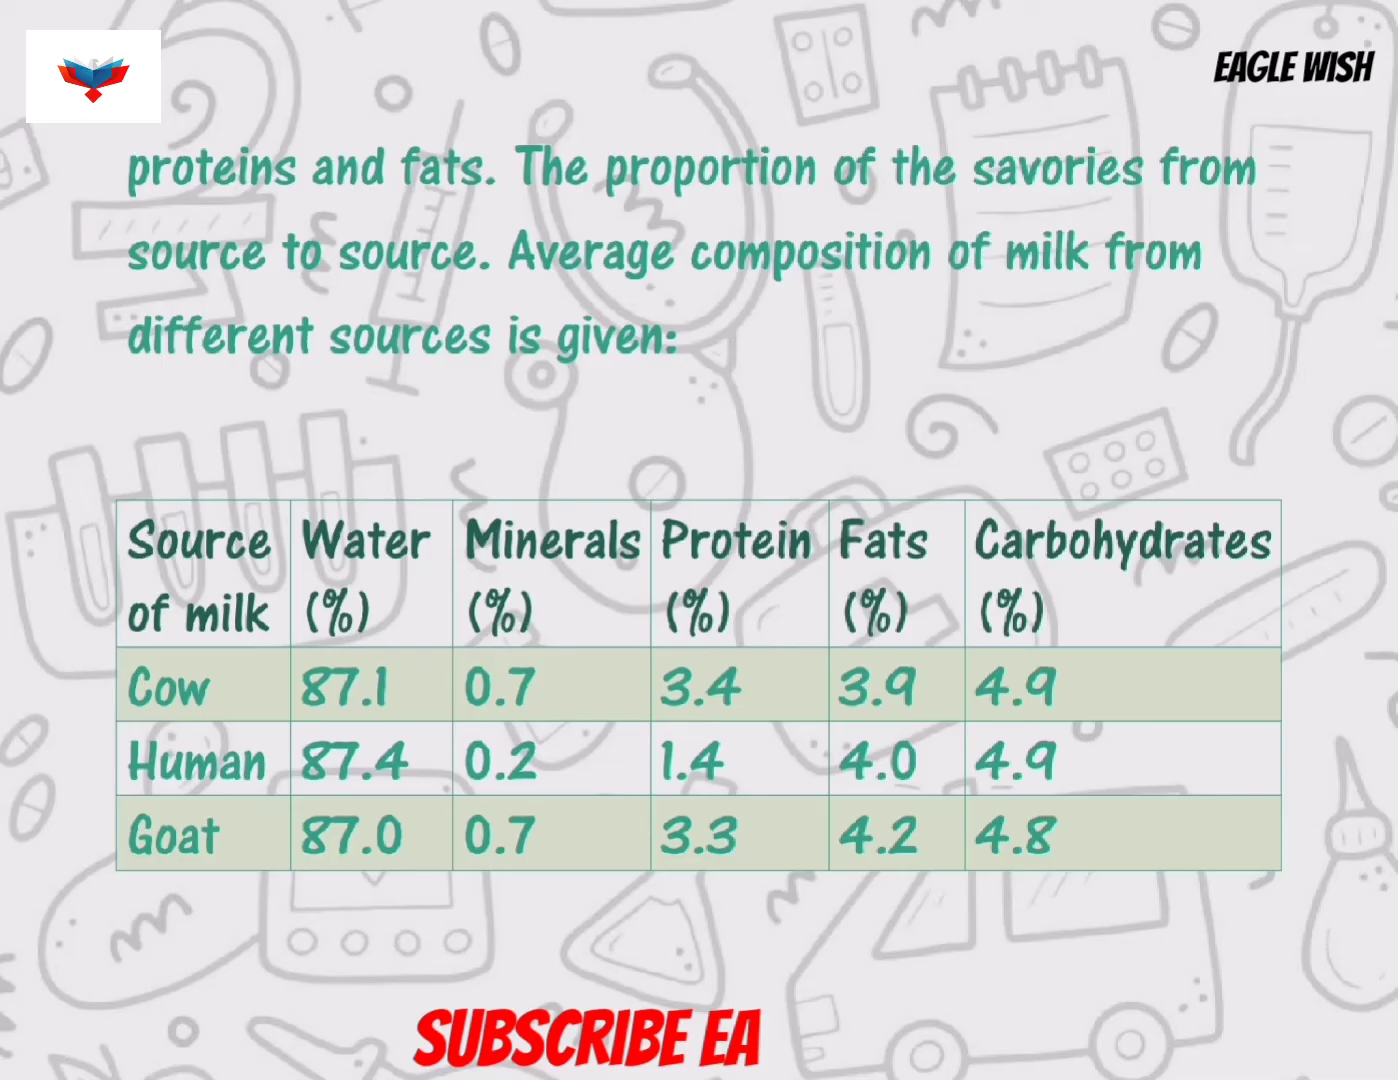 EAGLE WISH
proteins and fats. The proportion of the savories from
source to source. Average composition of milk from
different sources is given:
Source of milk Water (%) Minerals (%) Protein (%) Fats (%) Carbohydrates (%)
Cow 87.1 0.7 3.4 3.9 4.9
Human 87.4 0.2 1.4 4.0 4.9
Goat 87.0 0.7 3.3 4.2 4.8
SUBSCRIBE EA